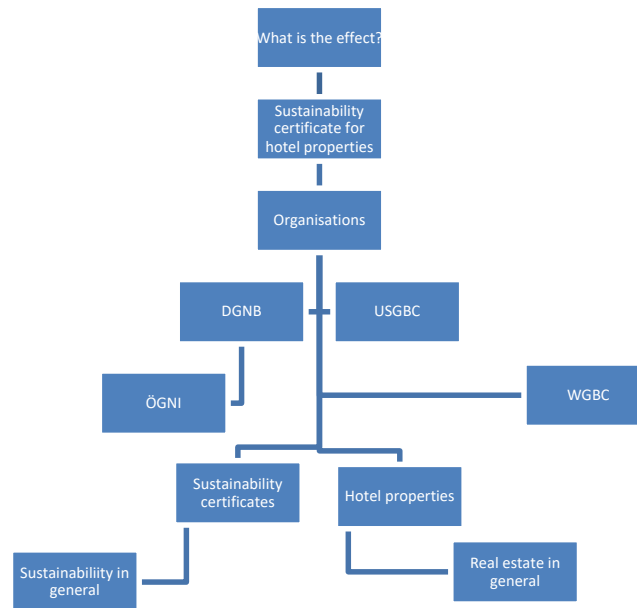 What is the effect?
Sustainability
certificate for
hotel properties
Organisations
DGNB
USGBC
ÖGNI
WGBC
Sustainability
certificates
Hotel properties
Sustainabiliity in
general
Real estate in
general